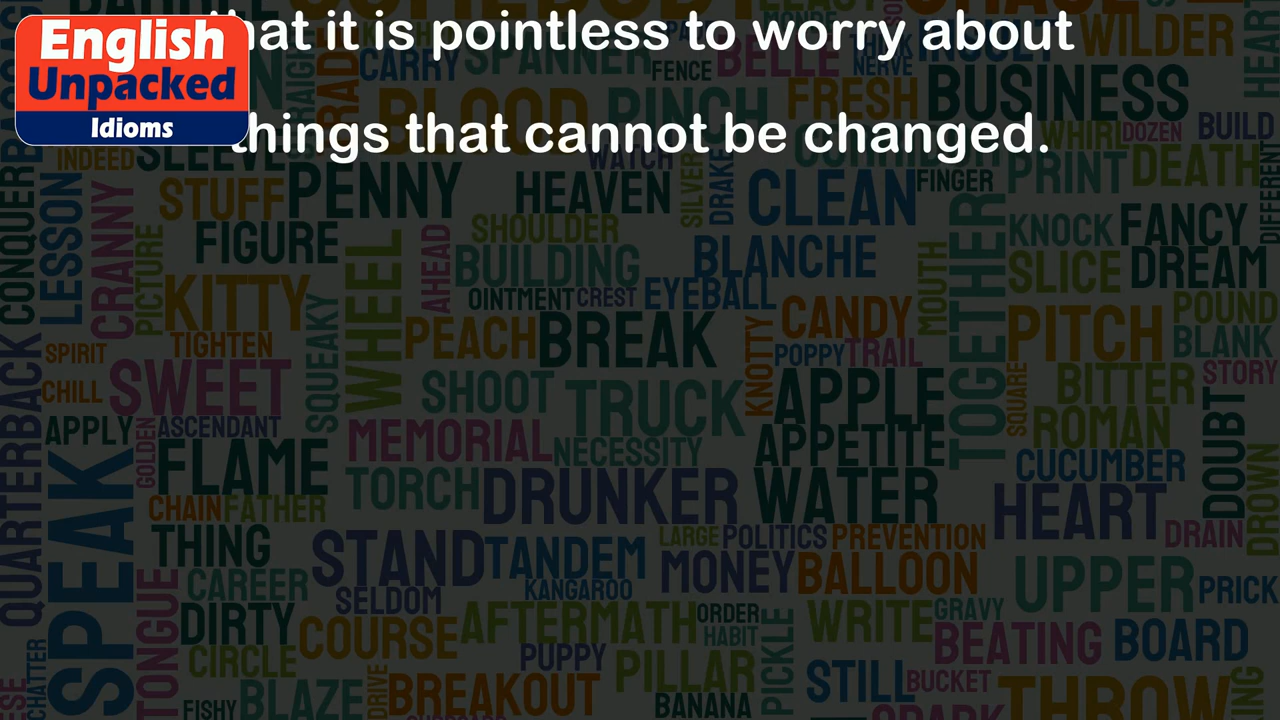 English
Unpacked
Idioms
that it is pointless to worry about
things that cannot be changed.
CARRY SPANNER FENCE BELLE NERVE WILDER HEART
BLOOD PINCH FRESH BUSINESS
INDEED SLEEVE WATCH WHIRL DOZEN BUILD
STUFF PENNY HEAVEN SILVER DRAKE CLEAN FINGER PRINT DEATH DIFFERENT
CONQUER LESSON CRANNY PICTURE FIGURE SHOULDER KNOCK FANCY
WHEEL AHEAD BUILDING BLANCHE MOUTH TOGETHER SLICE DREAM
KITTY OINTMENT CREST EYEBALL CANDY POUND
SPIRIT TIGHTEN SQUEAKY PEACH BREAK KNOTTY POPPY TRAIL PITCH BLANK
CHILL SWEET SHOOT TRUCK APPLE SQUARE BITTER STORY
QUARTERBACK APPLY GOLDEN ASCENDANT MEMORIAL NECESSITY APPETITE ROMAN DOUBT
SPEAK FLAME TORCH DRUNKER WATER CUCUMBER DROWN
CHAIN FATHER HEART
THING STAND TANDEM LARGE POLITICS PREVENTION DRAIN
TONGUE CAREER SELDOM KANGAROO MONEY BALLOON UPPER PRICK
DIRTY COURSE AFTERMATH ORDER HABIT PICKLE WRITE GRAVY BEATING BOARD
CHATTER CIRCLE PUPPY PILLAR STILL BUCKET
FISHY BLAZE DRIVE BREAKOUT BANANA THROW